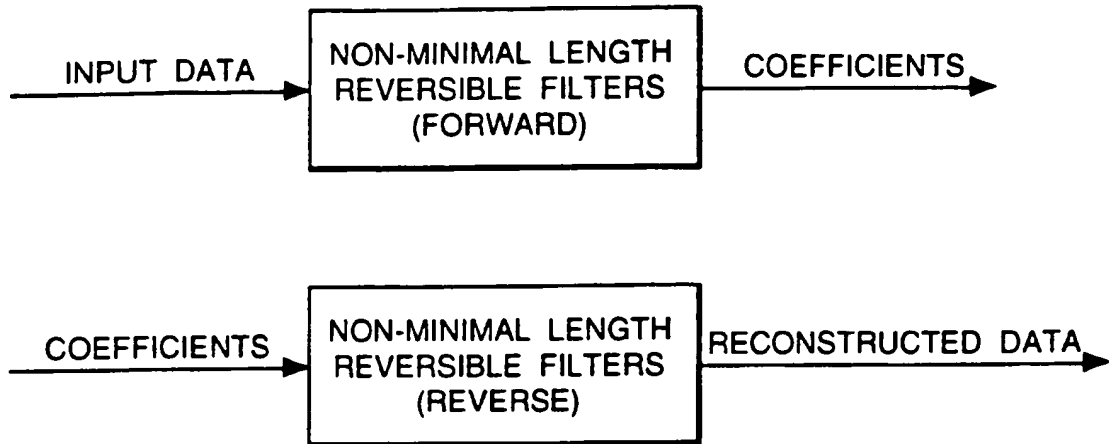 INPUT DATA
NON-MINIMAL LENGTH
REVERSIBLE FILTERS
(FORWARD)
COEFFICIENTS
COEFFICIENTS
NON-MINIMAL LENGTH
REVERSIBLE FILTERS
(REVERSE)
RECONSTRUCTED DATA